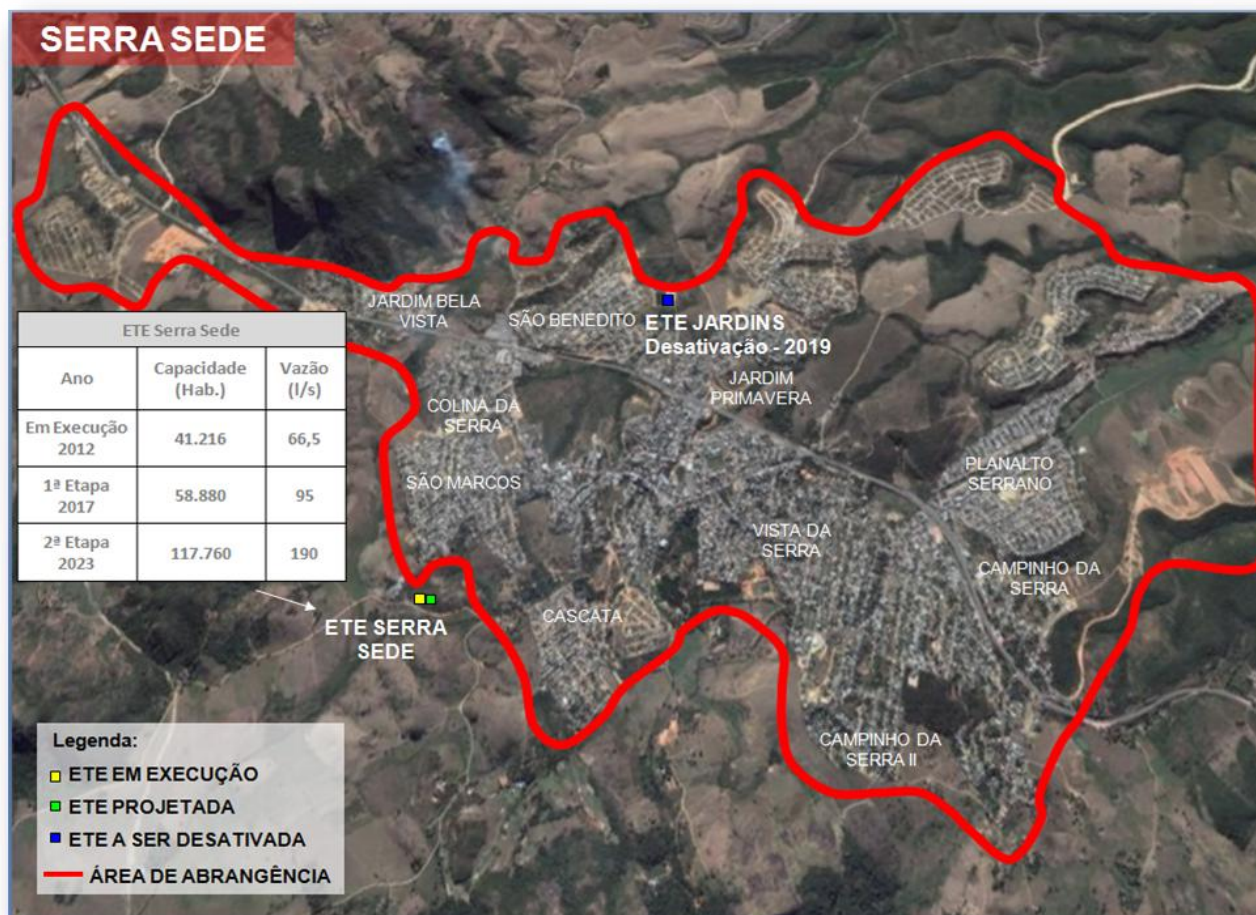 SERRA SEDE
JARDIM BELA
VISTA
SÃO BENEDITO
ETE JARDINS
Desativação - 2019
JARDIM
PRIMAVERA
COLINA DA
SERRA
SÃO MARCOS
PLANALTO
SERRANO
VISTA DA
SERRA
CAMPINHO DA
SERRA
CASCATA
CAMPINHO DA
SERRA II
ETE Serra Sede
Ano Capacidade (Hab.) Vazão (l/s)
Em Execução 2012 41.216 66,5
1ª Etapa 2017 58.880 95
2ª Etapa 2023 117.760 190
ETE SERRA
SEDE
Legenda:
ETE EM EXECUÇÃO
ETE PROJETADA
ETE A SER DESATIVADA
ÁREA DE ABRANGÊNCIA